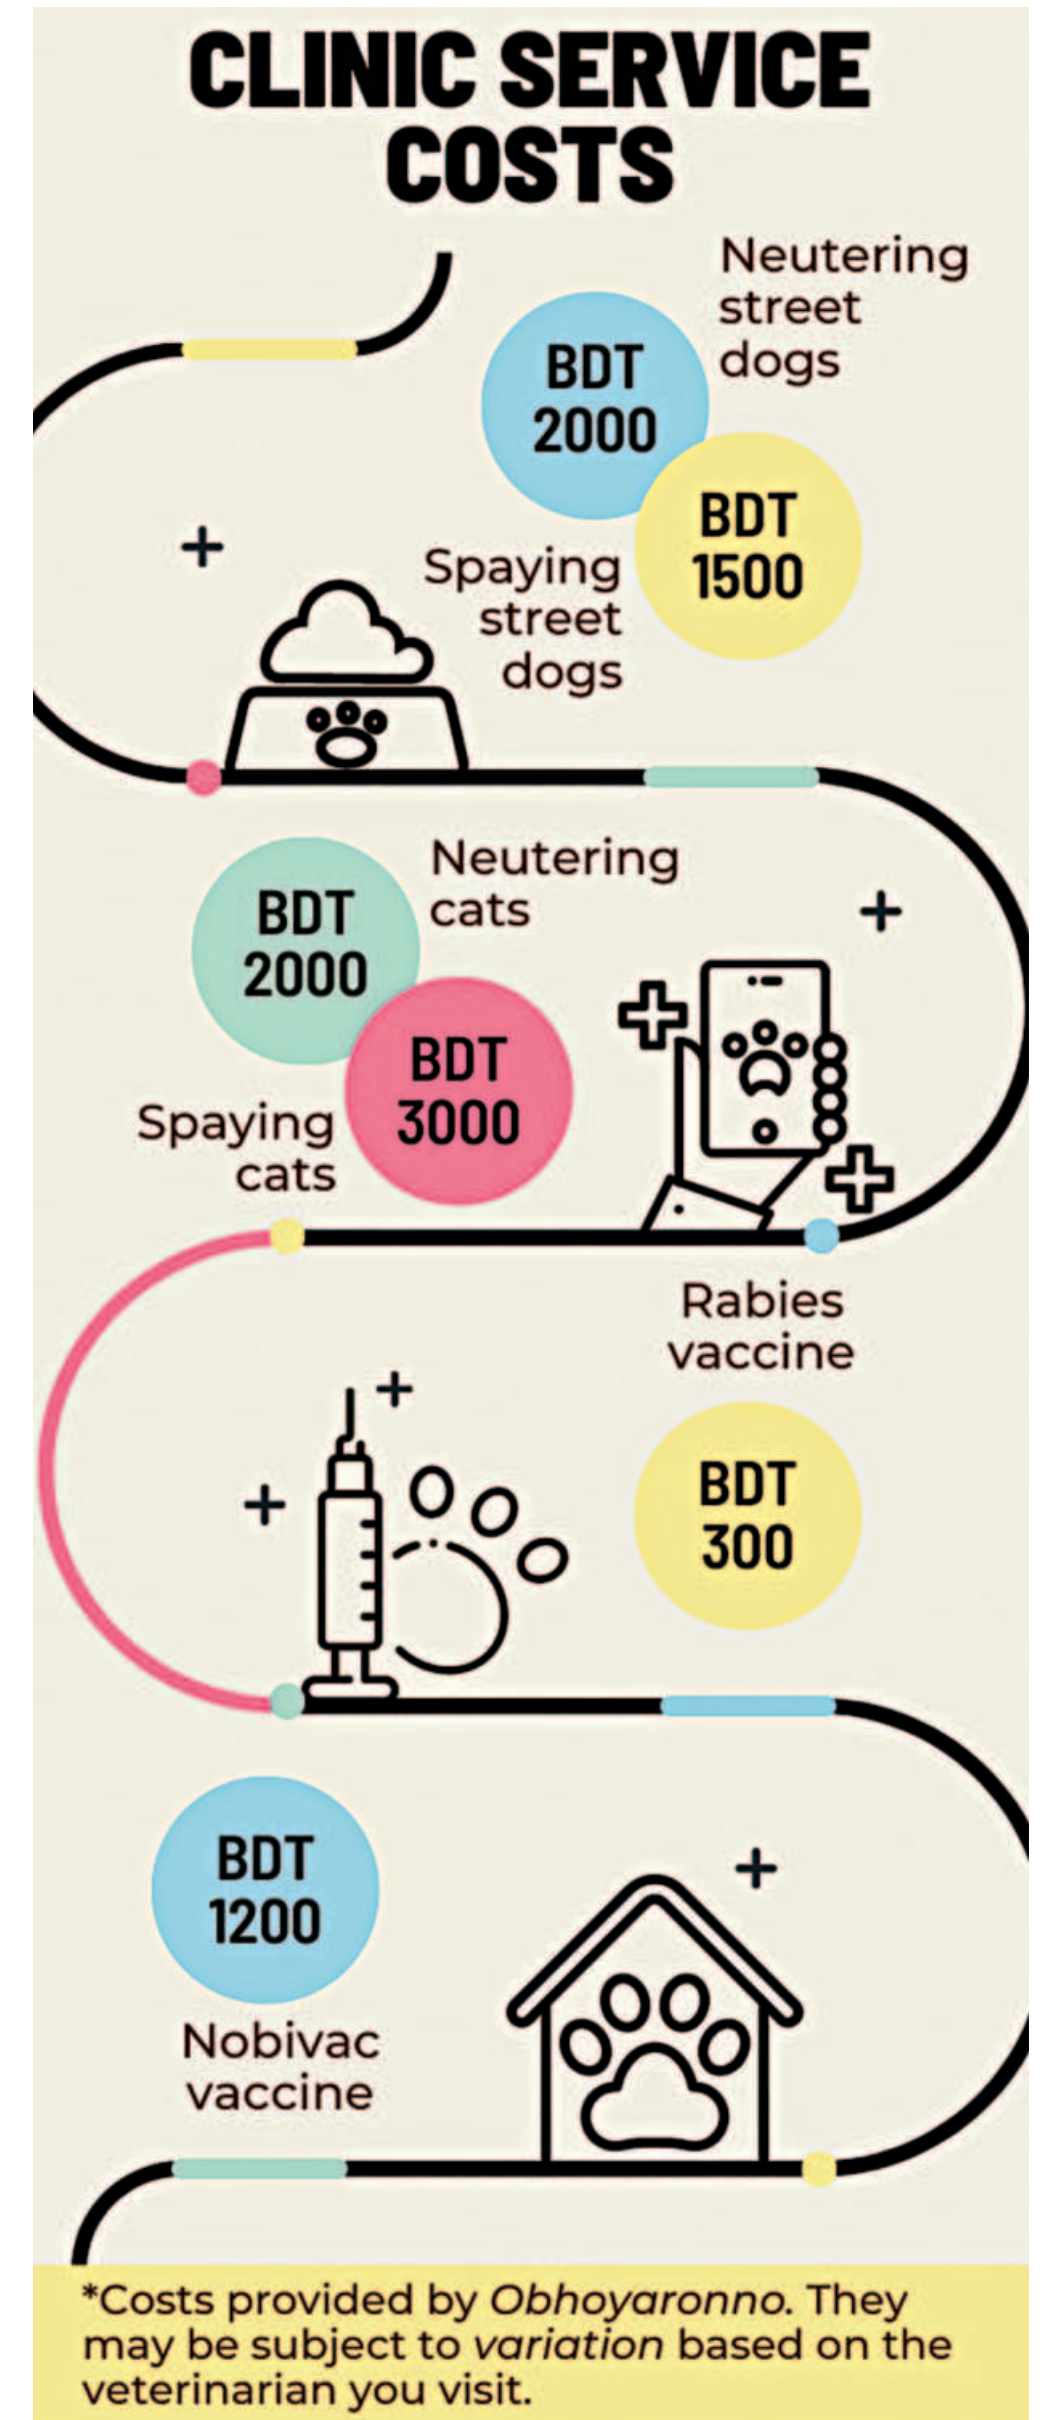 CLINIC SERVICE
COSTS
Neutering
street
dogs
BDT
2000
BDT
1500
Spaying
street
dogs
Neutering
cats
BDT
2000
BDT
3000
Spaying
cats
Rabies
vaccine
BDT
300
BDT
1200
Nobivac
vaccine
*Costs provided by Obhoyaronno. They
may be subject to variation based on the
veterinarian you visit.